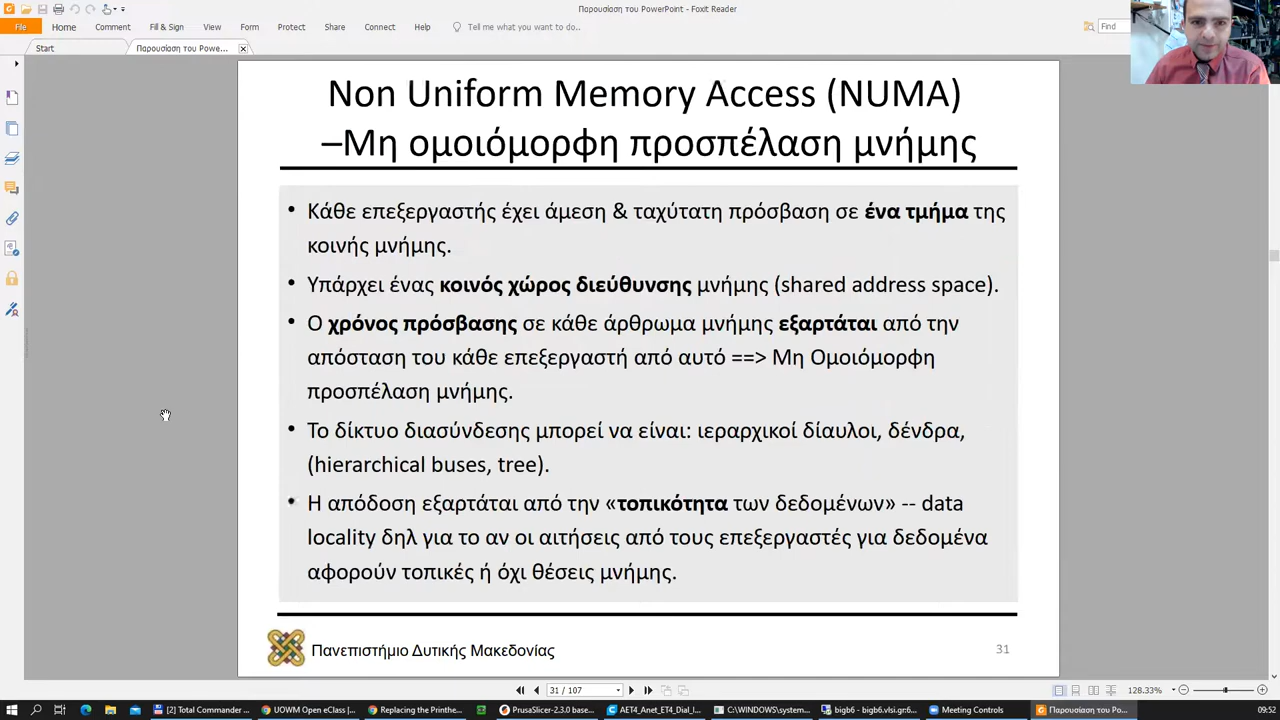 Παρουσίαση του PowerPoint - Foxit Reader
File Home Comment Fill & Sign View Form Protect Share Connect Help Tell me what you want to do... Find
Start Παρουσίαση του Powe...
Non Uniform Memory Access (NUMA)
–Μη ομοιόμορφη προσπέλαση μνήμης
• Κάθε επεξεργαστής έχει άμεση & ταχύτατη πρόσβαση σε ένα τμήμα της
κοινής μνήμης.
• Υπάρχει ένας κοινός χώρος διεύθυνσης μνήμης (shared address space).
• Ο χρόνος πρόσβασης σε κάθε άρθρωμα μνήμης εξαρτάται από την
απόσταση του κάθε επεξεργαστή από αυτό ==> Μη Ομοιόμορφη
προσπέλαση μνήμης.
• Το δίκτυο διασύνδεσης μπορεί να είναι: ιεραρχικοί δίαυλοι, δένδρα,
(hierarchical buses, tree).
• Η απόδοση εξαρτάται από την «τοπικότητα των δεδομένων» -- data
locality δηλ για το αν οι αιτήσεις από τους επεξεργαστές για δεδομένα
αφορούν τοπικές ή όχι θέσεις μνήμης.
Πανεπιστήμιο Δυτικής Μακεδονίας 31
31 / 107 128.33%
Total Commander ... UOWM Open eClass |... Replacing the Printhe... PrusaSlicer-2.3.0 base... AET4_Anet_ET4_Dial_I... C:\WINDOWS\system... bigb6 - bigb6.vlsi.gr:6... Meeting Controls Παρουσίαση του Po... 09:52